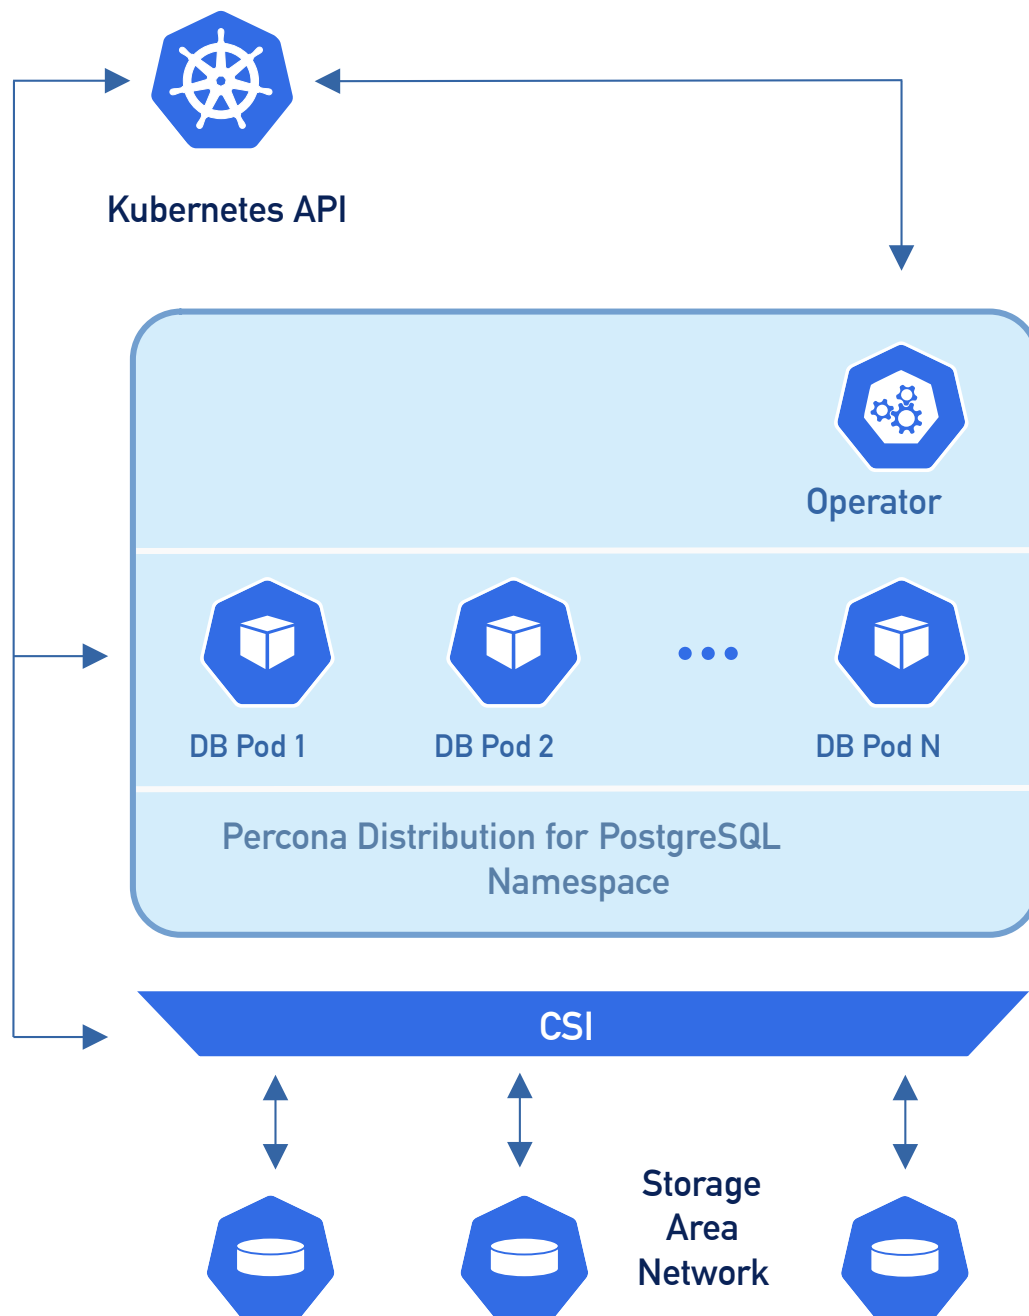 Kubernetes API
Operator
DB Pod 1
DB Pod 2
DB Pod N
Percona Distribution for PostgreSQL
Namespace
CSI
Storage
Area
Network